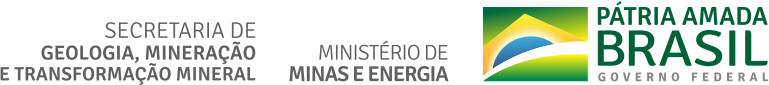 SECRETARIA DE
GEOLOGIA, MINERAÇÃO
E TRANSFORMAÇÃO MINERAL
MINISTÉRIO DE
MINAS E ENERGIA
PÁTRIA AMADA
BRASIL
GOVERNO FEDERAL